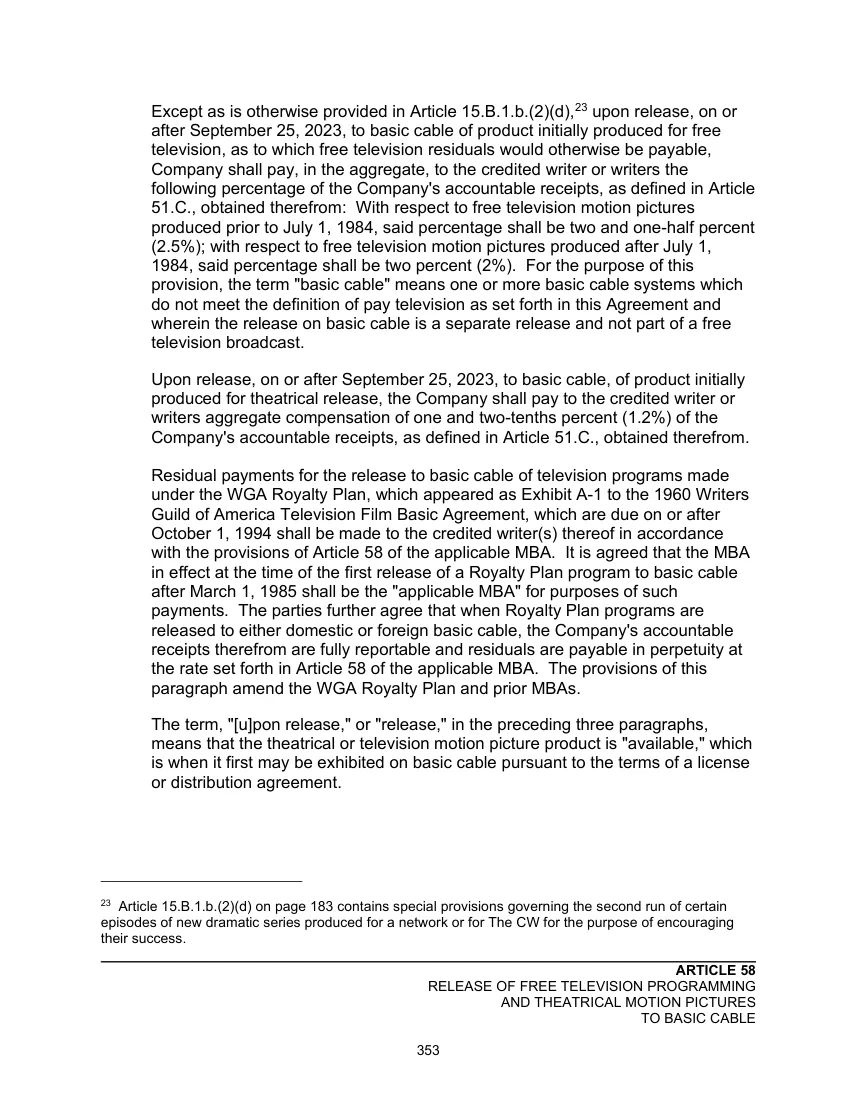 Except as is otherwise provided in Article 15.B.1.b.(2)(d),23 upon release, on or
after September 25, 2023, to basic cable of product initially produced for free
television, as to which free television residuals would otherwise be payable,
Company shall pay, in the aggregate, to the credited writer or writers the
following percentage of the Company's accountable receipts, as defined in Article
51.C., obtained therefrom:  With respect to free television motion pictures
produced prior to July 1, 1984, said percentage shall be two and one-half percent
(2.5%); with respect to free television motion pictures produced after July 1,
1984, said percentage shall be two percent (2%).  For the purpose of this
provision, the term "basic cable" means one or more basic cable systems which
do not meet the definition of pay television as set forth in this Agreement and
wherein the release on basic cable is a separate release and not part of a free
television broadcast.
Upon release, on or after September 25, 2023, to basic cable, of product initially
produced for theatrical release, the Company shall pay to the credited writer or
writers aggregate compensation of one and two-tenths percent (1.2%) of the
Company's accountable receipts, as defined in Article 51.C., obtained therefrom.
Residual payments for the release to basic cable of television programs made
under the WGA Royalty Plan, which appeared as Exhibit A-1 to the 1960 Writers
Guild of America Television Film Basic Agreement, which are due on or after
October 1, 1994 shall be made to the credited writer(s) thereof in accordance
with the provisions of Article 58 of the applicable MBA.  It is agreed that the MBA
in effect at the time of the first release of a Royalty Plan program to basic cable
after March 1, 1985 shall be the "applicable MBA" for purposes of such
payments.  The parties further agree that when Royalty Plan programs are
released to either domestic or foreign basic cable, the Company's accountable
receipts therefrom are fully reportable and residuals are payable in perpetuity at
the rate set forth in Article 58 of the applicable MBA.  The provisions of this
paragraph amend the WGA Royalty Plan and prior MBAs.
The term, "[u]pon release," or "release," in the preceding three paragraphs,
means that the theatrical or television motion picture product is "available," which
is when it first may be exhibited on basic cable pursuant to the terms of a license
or distribution agreement.
23  Article 15.B.1.b.(2)(d) on page 183 contains special provisions governing the second run of certain
episodes of new dramatic series produced for a network or for The CW for the purpose of encouraging
their success.
ARTICLE 58
RELEASE OF FREE TELEVISION PROGRAMMING
AND THEATRICAL MOTION PICTURES
TO BASIC CABLE
353